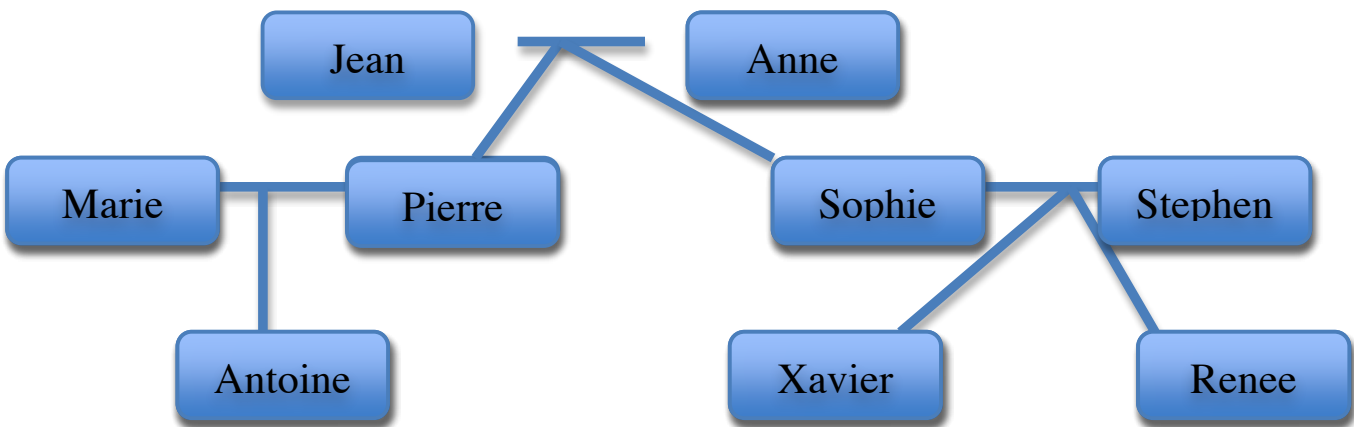 Jean
Anne
Marie
Pierre
Sophie
Stephen
Antoine
Xavier
Renee